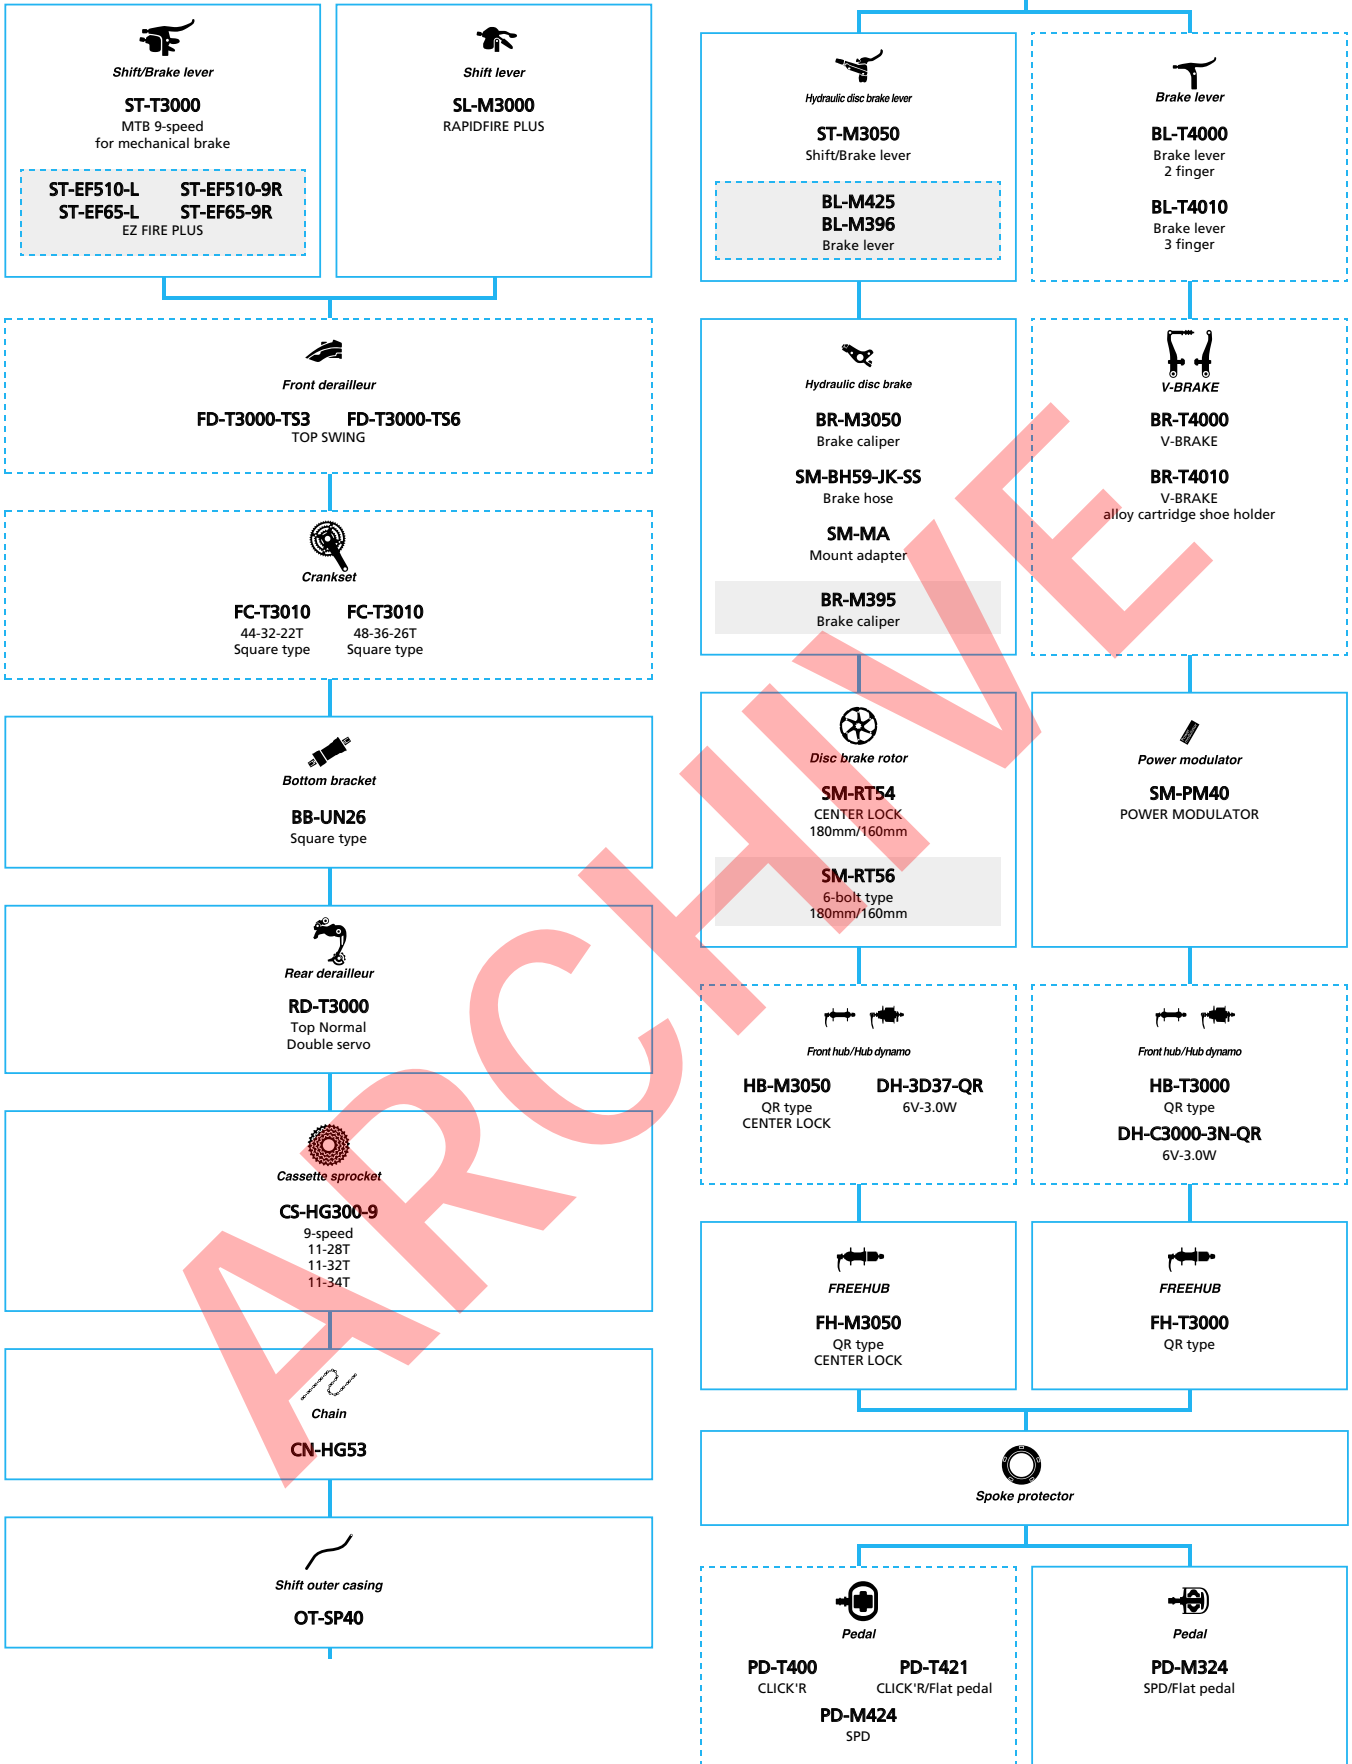 Shift/Brake lever
ST-T3000
MTB 9-speed
for mechanical brake
ST-EF510-L ST-EF510-9R
ST-EF65-L ST-EF65-9R
EZ FIRE PLUS
Shift lever
SL-M3000
RAPIDFIRE PLUS
Front derailleur
FD-T3000-TS3 FD-T3000-TS6
TOP SWING
Crankset
FC-T3010 FC-T3010
44-32-22T 48-36-26T
Square type Square type
Bottom bracket
BB-UN26
Square type
Rear derailleur
RD-T3000
Top Normal
Double servo
Cassette sprocket
CS-HG300-9
9-speed
11-28T
11-32T
11-34T
Chain
CN-HG53
Shift outer casing
OT-SP40
Hydraulic disc brake lever
ST-M3050
Shift/Brake lever
BL-M425
BL-M396
Brake lever
Brake lever
BL-T4000
Brake lever
2 finger
BL-T4010
Brake lever
3 finger
Hydraulic disc brake
BR-M3050
Brake caliper
SM-BH59-JK-SS
Brake hose
SM-MA
Mount adapter
BR-M395
Brake caliper
V-BRAKE
BR-T4000
V-BRAKE
BR-T4010
V-BRAKE
alloy cartridge shoe holder
Disc brake rotor
SM-RT54
CENTER LOCK
180mm/160mm
SM-RT56
6-bolt type
180mm/160mm
Power modulator
SM-PM40
POWER MODULATOR
Front hub/Hub dynamo
HB-M3050 DH-3D37-QR
QR type 6V-3.0W
CENTER LOCK
Front hub/Hub dynamo
HB-T3000
QR type
DH-C3000-3N-QR
6V-3.0W
FREEHUB
FH-M3050
QR type
CENTER LOCK
FREEHUB
FH-T3000
QR type
Spoke protector
Pedal
PD-T400 PD-T421
CLICK'R CLICK'R/Flat pedal
PD-M424
SPD
Pedal
PD-M324
SPD/Flat pedal
ARCHIVE